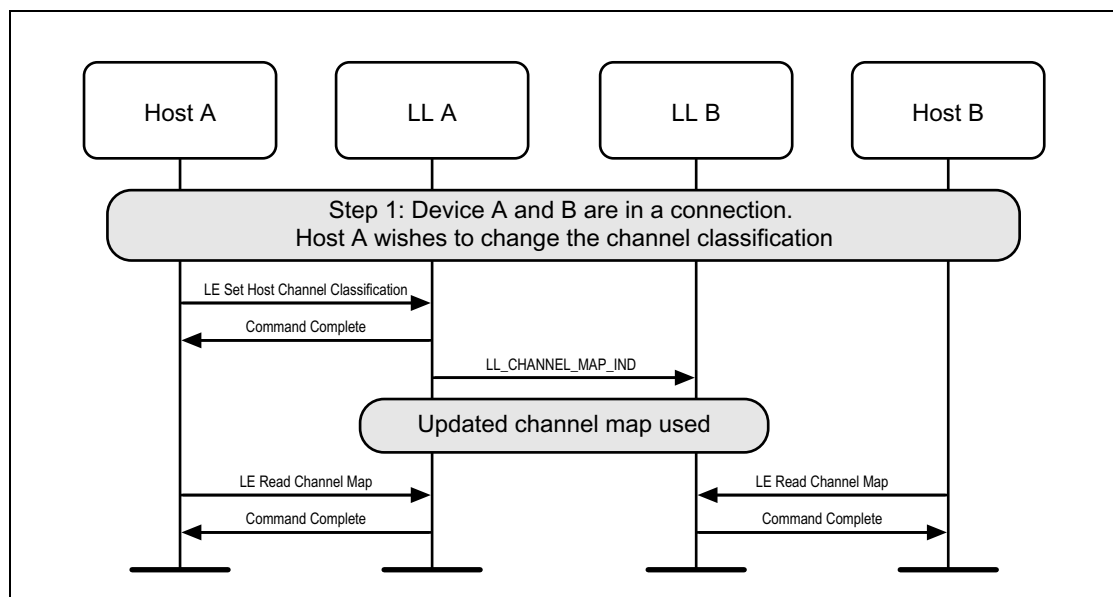 Host A
LL A
LL B
Host B
Step 1: Device A and B are in a connection.
Host A wishes to change the channel classification
LE Set Host Channel Classification
Command Complete
LL_CHANNEL_MAP_IND
Updated channel map used
LE Read Channel Map
LE Read Channel Map
Command Complete
Command Complete